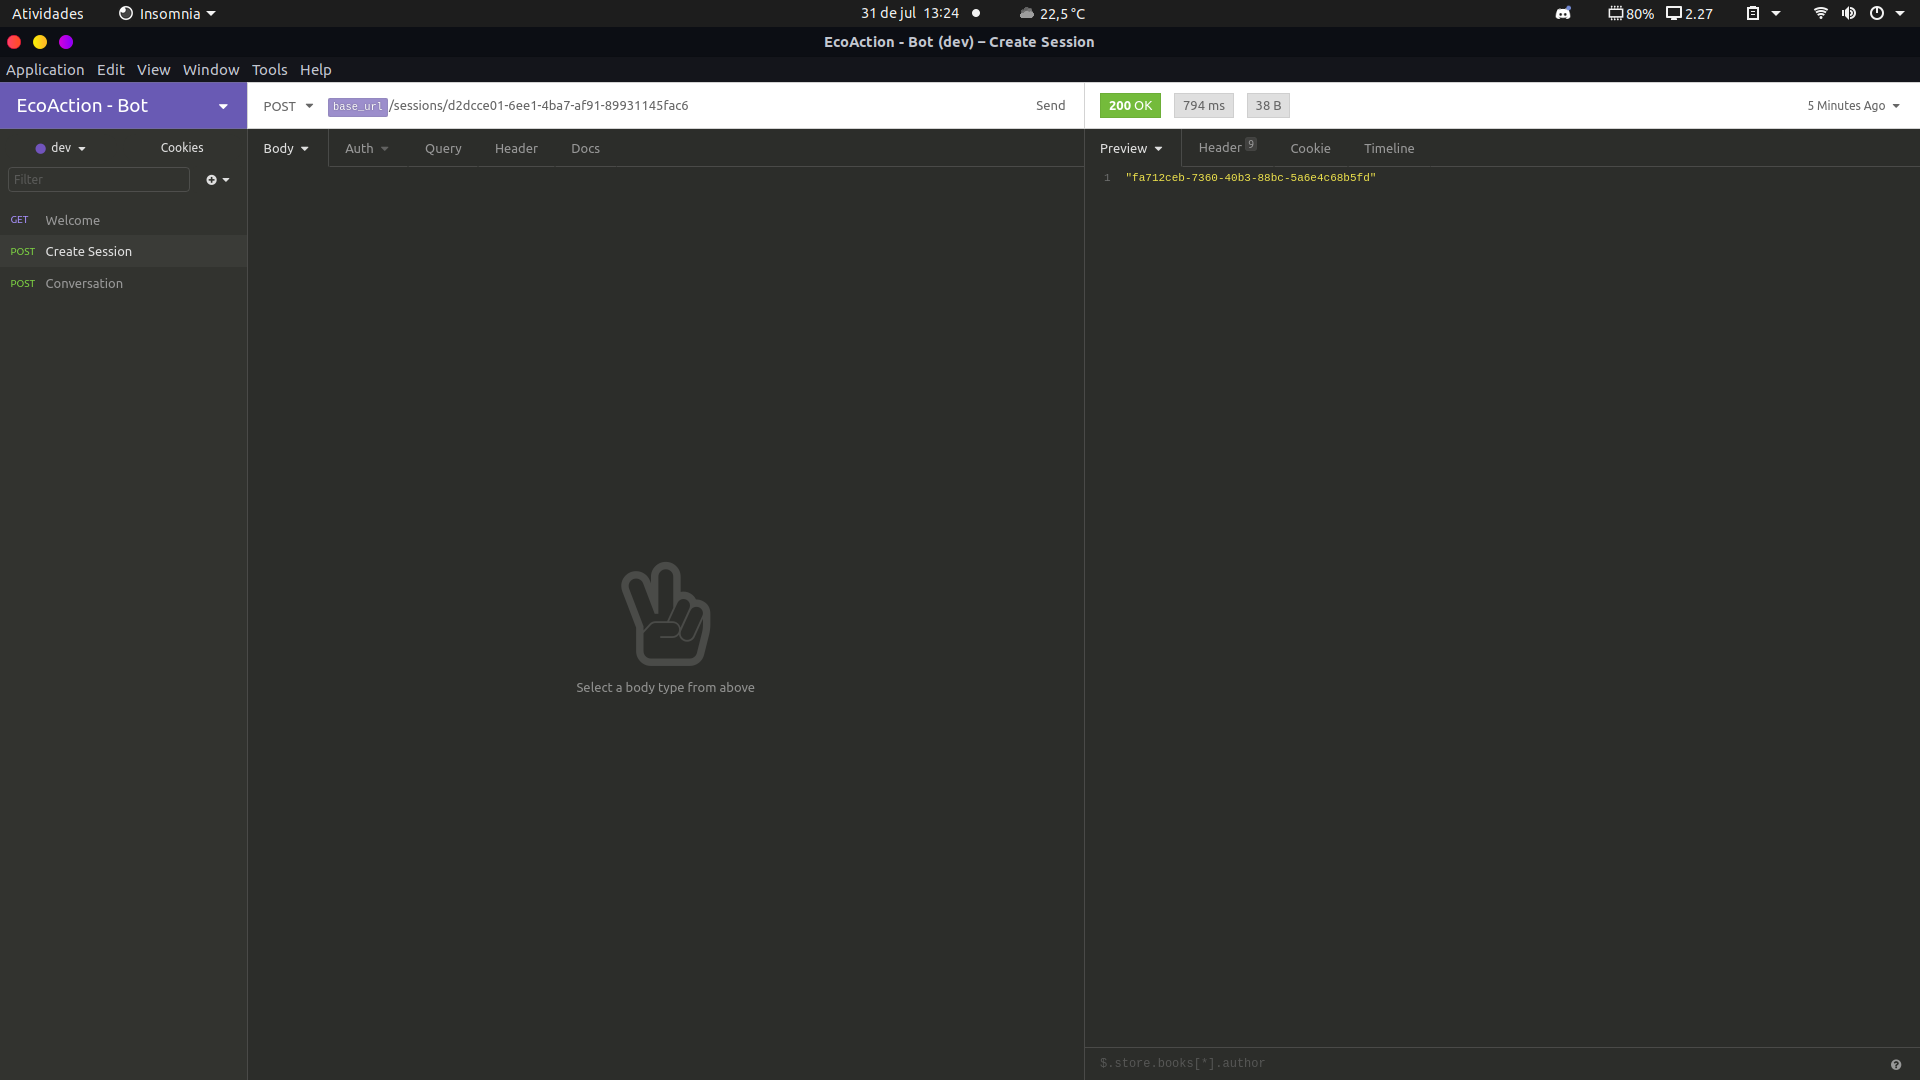 Atividades Insomnia 31 de jul 13:24 22,5 °C 80% 2.27
EcoAction - Bot (dev) – Create Session
Application Edit View Window Tools Help
EcoAction - Bot
POST base_url/sessions/d2dcce01-6ee1-4ba7-af91-89931145fac6 Send
200 OK 794 ms 38 B 5 Minutes Ago
dev Cookies
Body Auth Query Header Docs
Preview Header 9 Cookie Timeline
Filter
1 "fa712ceb-7360-40b3-88bc-5a6e4c68b5fd"
GET Welcome
POST Create Session
POST Conversation
Select a body type from above
$.store.books[*].author